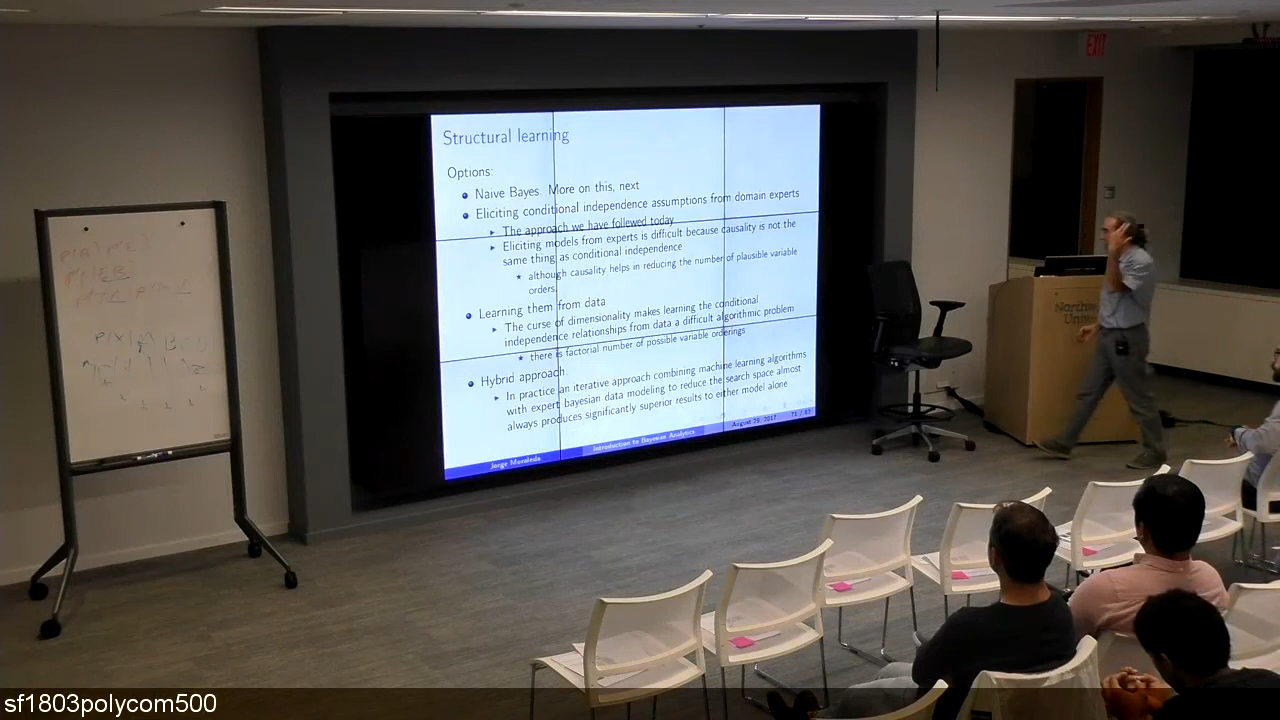 EXIT
Structural learning
Options:
Naive Bayes. More on this, next
Eliciting conditional independence assumptions from domain experts
The approach we have followed today
Eliciting models from experts is difficult because causality is not the
same thing as conditional independence
although causality helps in reducing the number of plausible variable
orders.
Learning them from data
The curse of dimensionality makes learning the conditional
independence relationships from data a difficult algorithmic problem
there is factorial number of possible variable orderings
Hybrid approach.
In practice an iterative approach combining machine learning algorithms
with expert bayesian data modeling to reduce the search space almost
always produces significantly superior results to either model alone
Jorge Moraleda Introduction to Bayesian Analytics August 29, 2017 71 / 87
sf1803polycom500